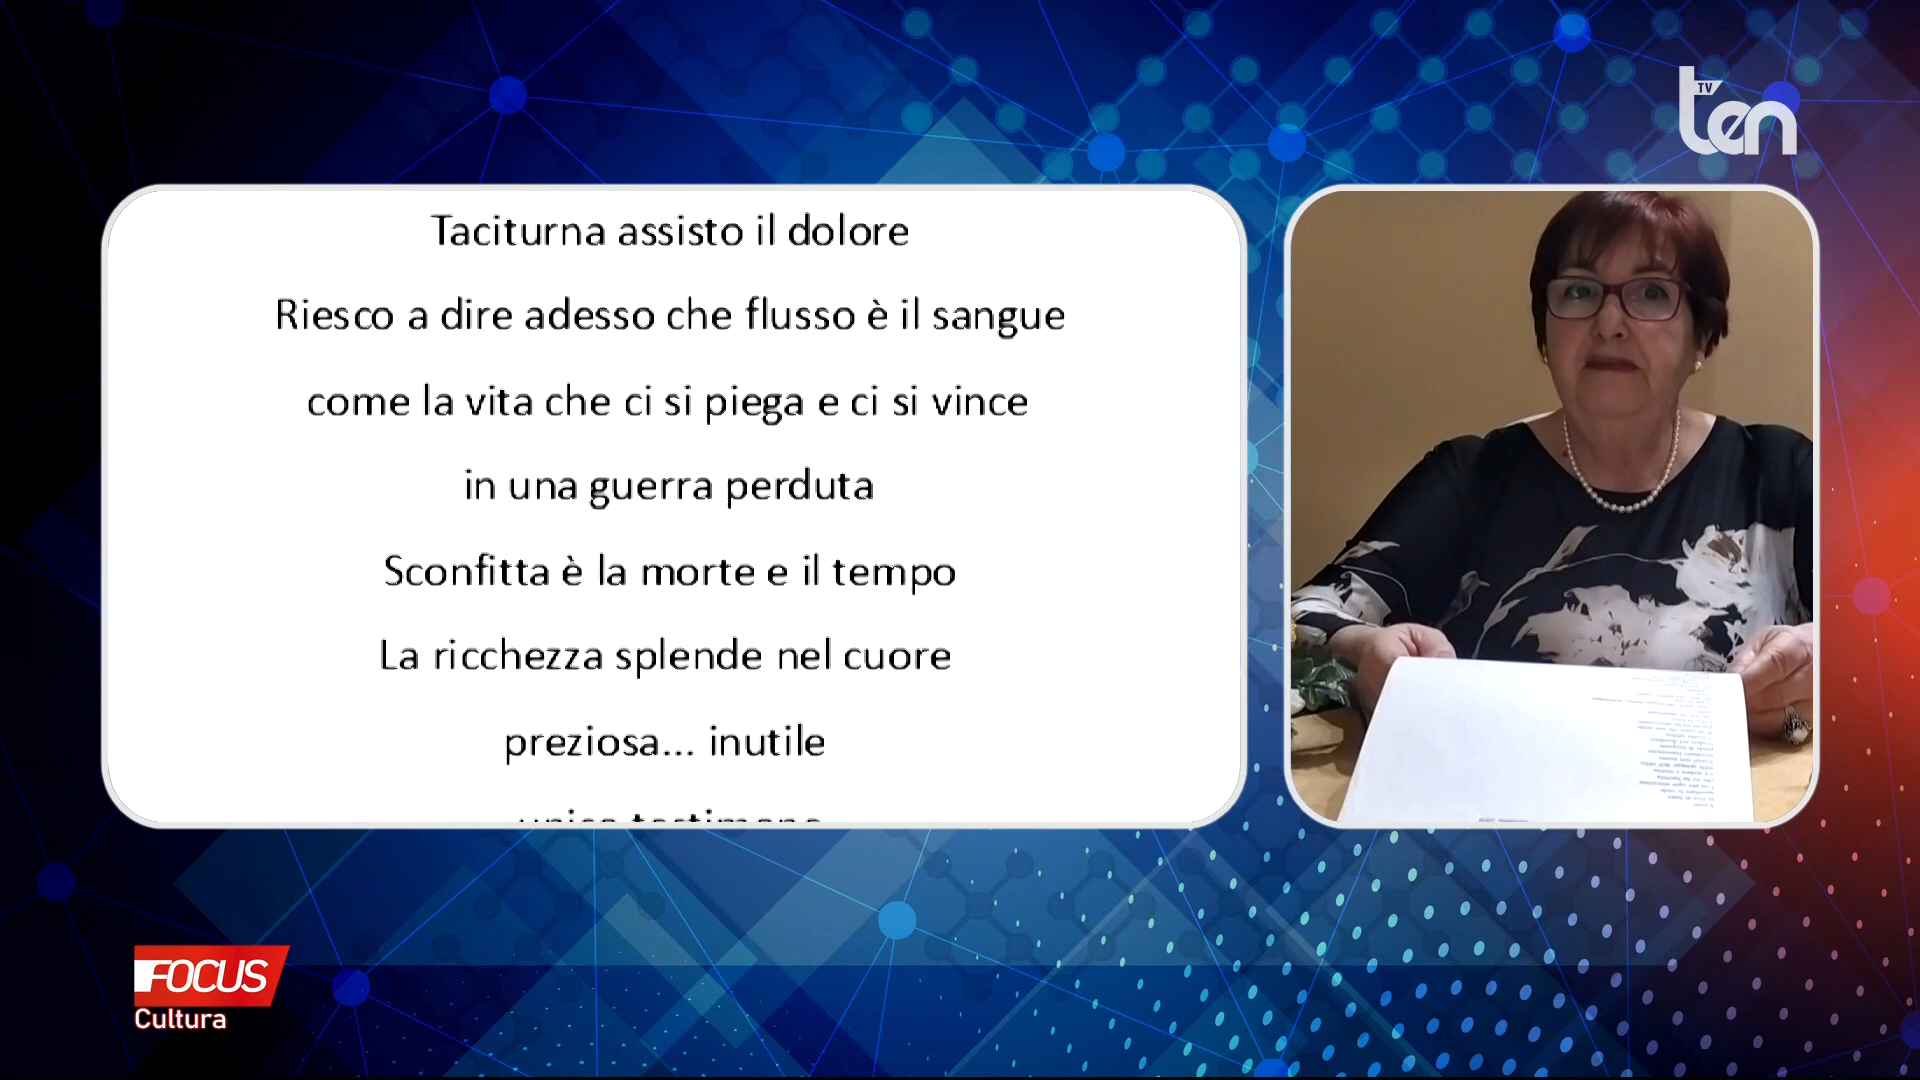 TV
ten
Taciturna assisto il dolore
Riesco a dire adesso che flusso è il sangue
come la vita che ci si piega e ci si vince
in una guerra perduta
Sconfitta è la morte e il tempo
La ricchezza splende nel cuore
preziosa... inutile
FOCUS
Cultura